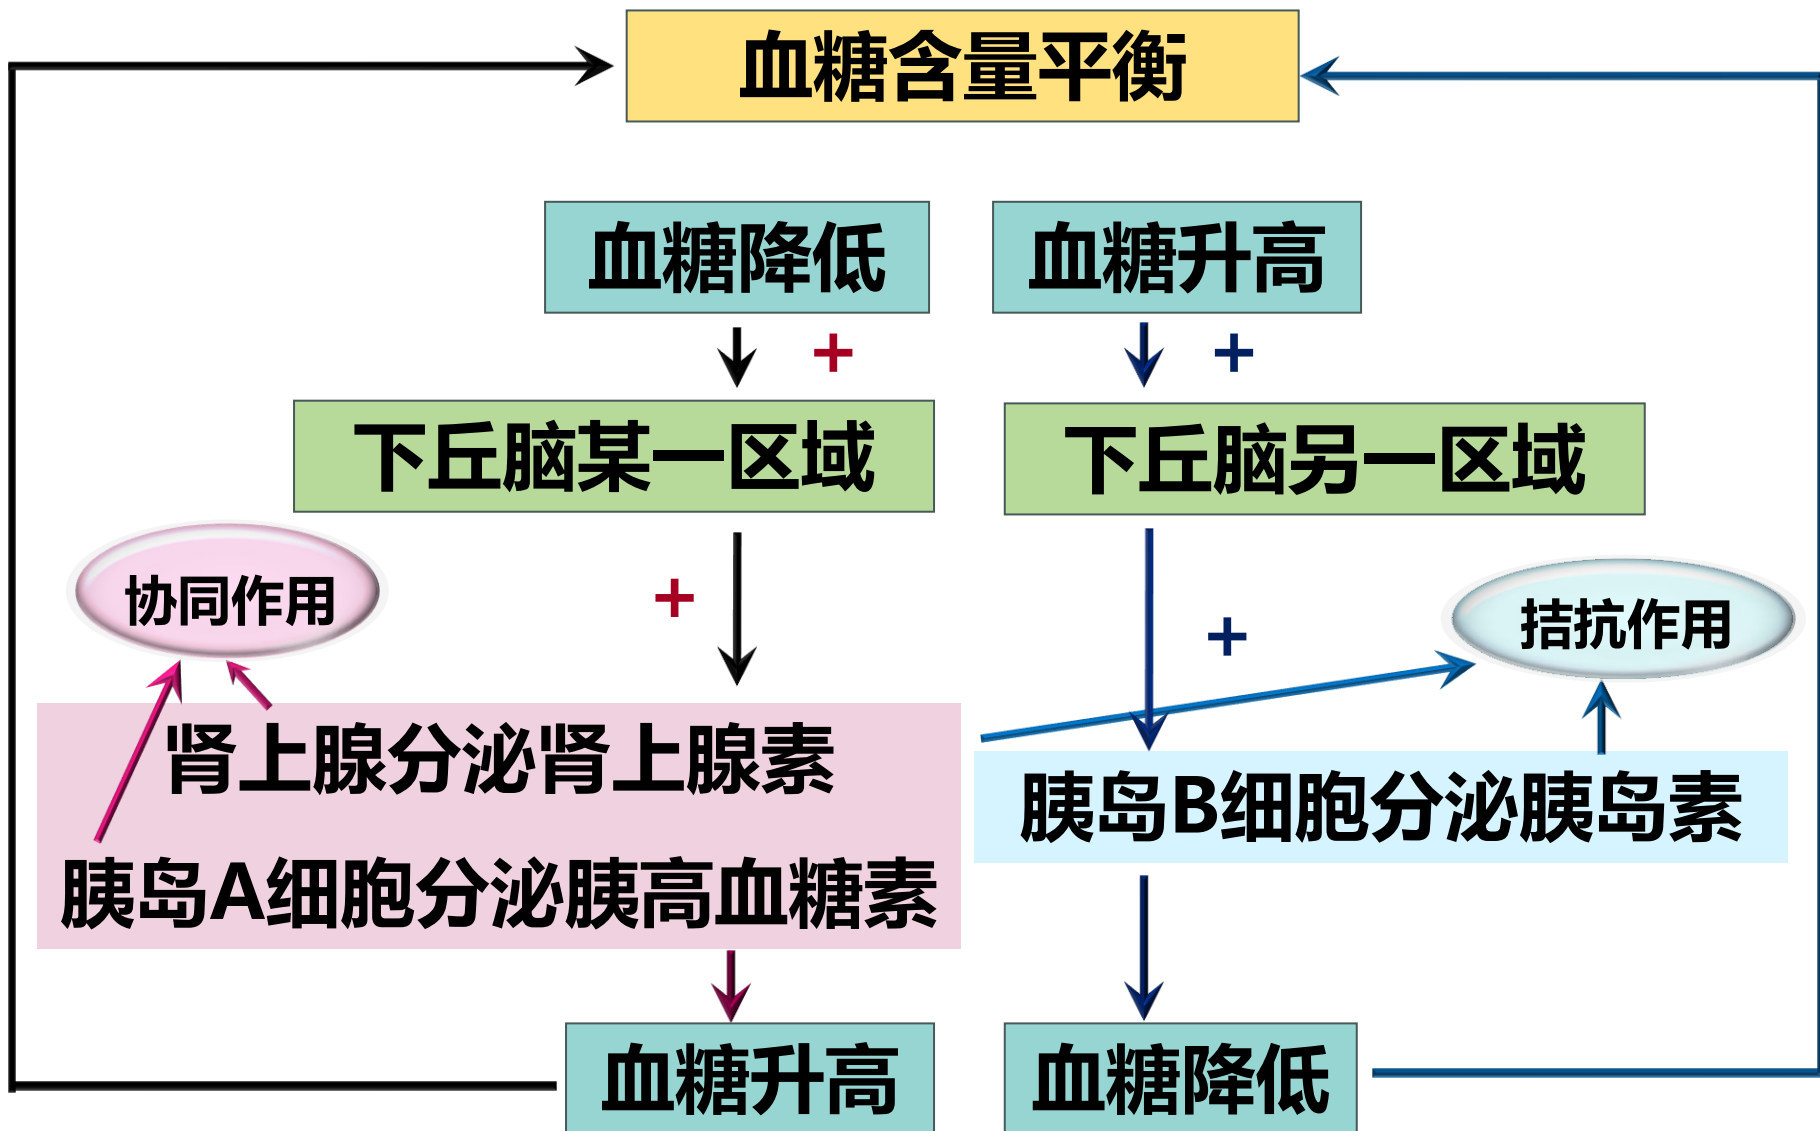 血糖含量平衡
血糖降低
血糖升高
+
+
下丘脑某一区域
下丘脑另一区域
协同作用
+
+
拮抗作用
肾上腺分泌肾上腺素
胰岛B细胞分泌胰岛素
胰岛A细胞分泌胰高血糖素
血糖升高
血糖降低